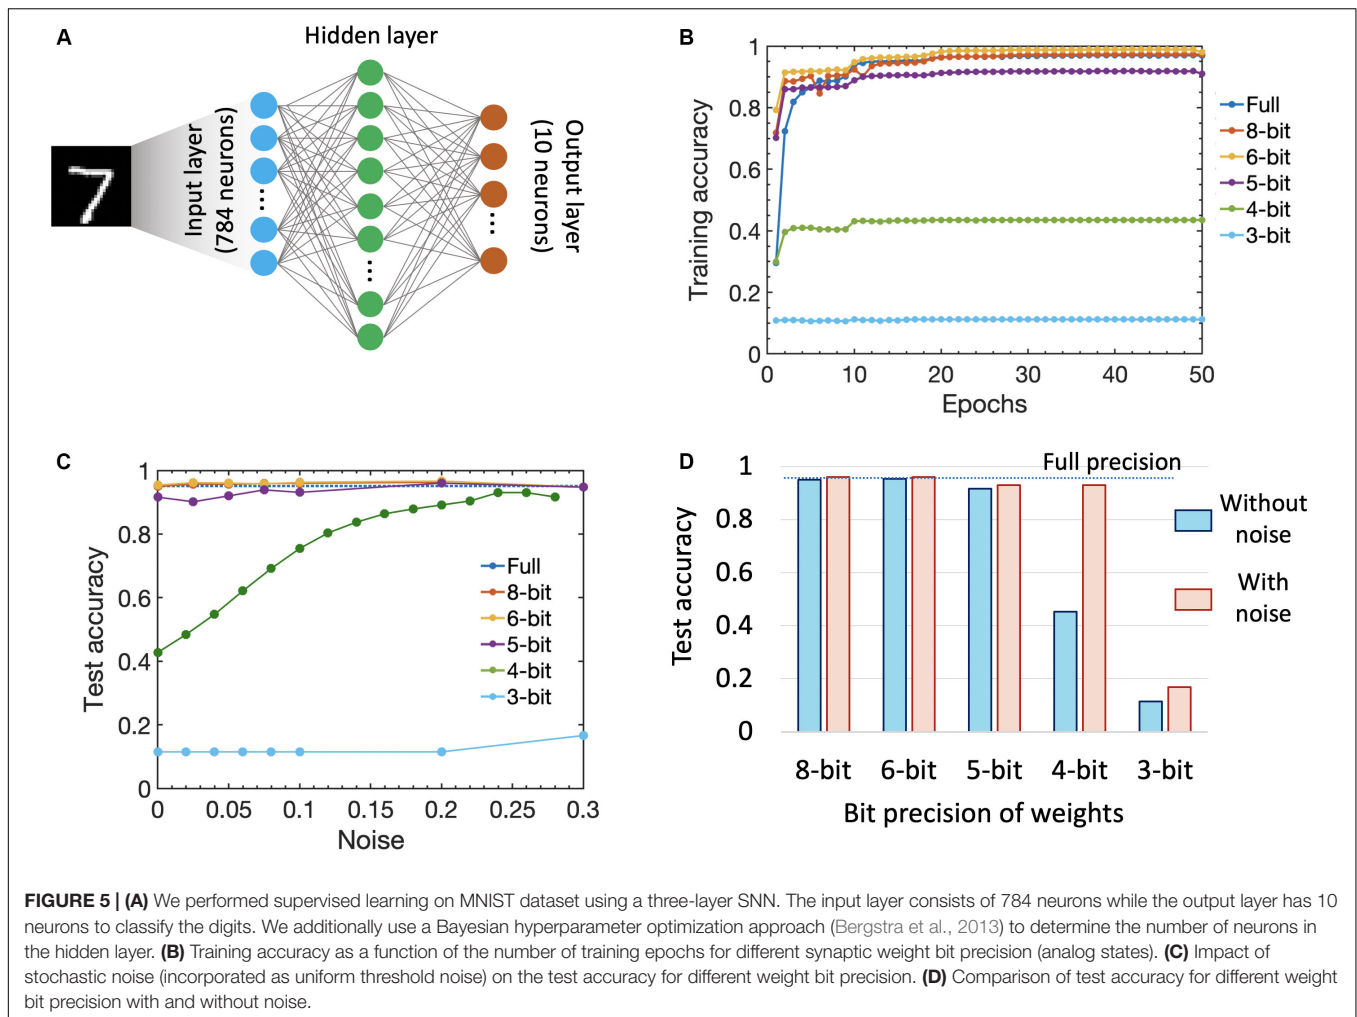 A
Hidden layer
Input layer
(784 neurons)
Output layer
(10 neurons)
B
1
0.8
0.6
0.4
0.2
0
Training accuracy
0 10 20 30 40 50
Epochs
Full
8-bit
6-bit
5-bit
4-bit
3-bit
C
1
0.8
0.6
0.4
0.2
0
Test accuracy
0 0.05 0.1 0.15 0.2 0.25 0.3
Noise
Full
8-bit
6-bit
5-bit
4-bit
3-bit
D
Full precision
1
0.8
0.6
0.4
0.2
0
Test accuracy
Without
noise
With
noise
8-bit 6-bit 5-bit 4-bit 3-bit
Bit precision of weights
FIGURE 5 | (A) We performed supervised learning on MNIST dataset using a three-layer SNN. The input layer consists of 784 neurons while the output layer has 10
neurons to classify the digits. We additionally use a Bayesian hyperparameter optimization approach (Bergstra et al., 2013) to determine the number of neurons in
the hidden layer. (B) Training accuracy as a function of the number of training epochs for different synaptic weight bit precision (analog states). (C) Impact of
stochastic noise (incorporated as uniform threshold noise) on the test accuracy for different weight bit precision. (D) Comparison of test accuracy for different weight
bit precision with and without noise.